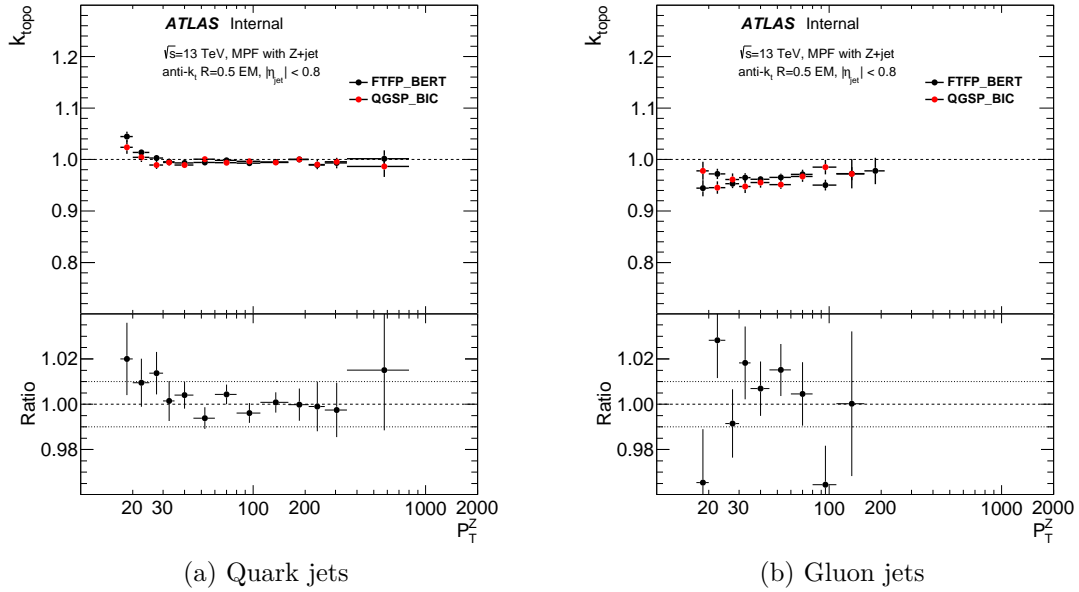 k_topo
ATLAS Internal
√s=13 TeV, MPF with Z+jet
anti-k_t R=0.5 EM, |η_jet| < 0.8
FTFP_BERT
QGSP_BIC
1.2
1.1
1.0
0.9
0.8
Ratio
1.02
1.00
0.98
20 30 100 200 1000 2000
P_T^Z
(a) Quark jets
k_topo
ATLAS Internal
√s=13 TeV, MPF with Z+jet
anti-k_t R=0.5 EM, |η_jet| < 0.8
FTFP_BERT
QGSP_BIC
1.2
1.1
1.0
0.9
0.8
Ratio
1.02
1.00
0.98
20 30 100 200 1000 2000
P_T^Z
(b) Gluon jets